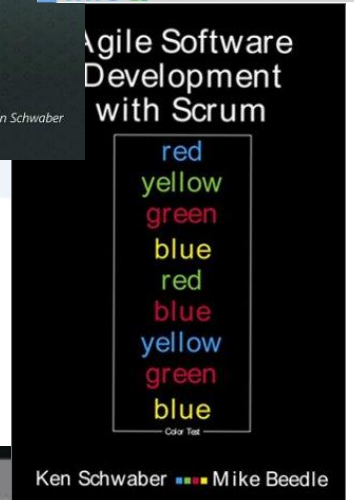 Agile Software
Development
with Scrum
n Schwaber
red
yellow
green
blue
red
blue
yellow
green
blue
Color Test
Ken Schwaber Mike Beedle